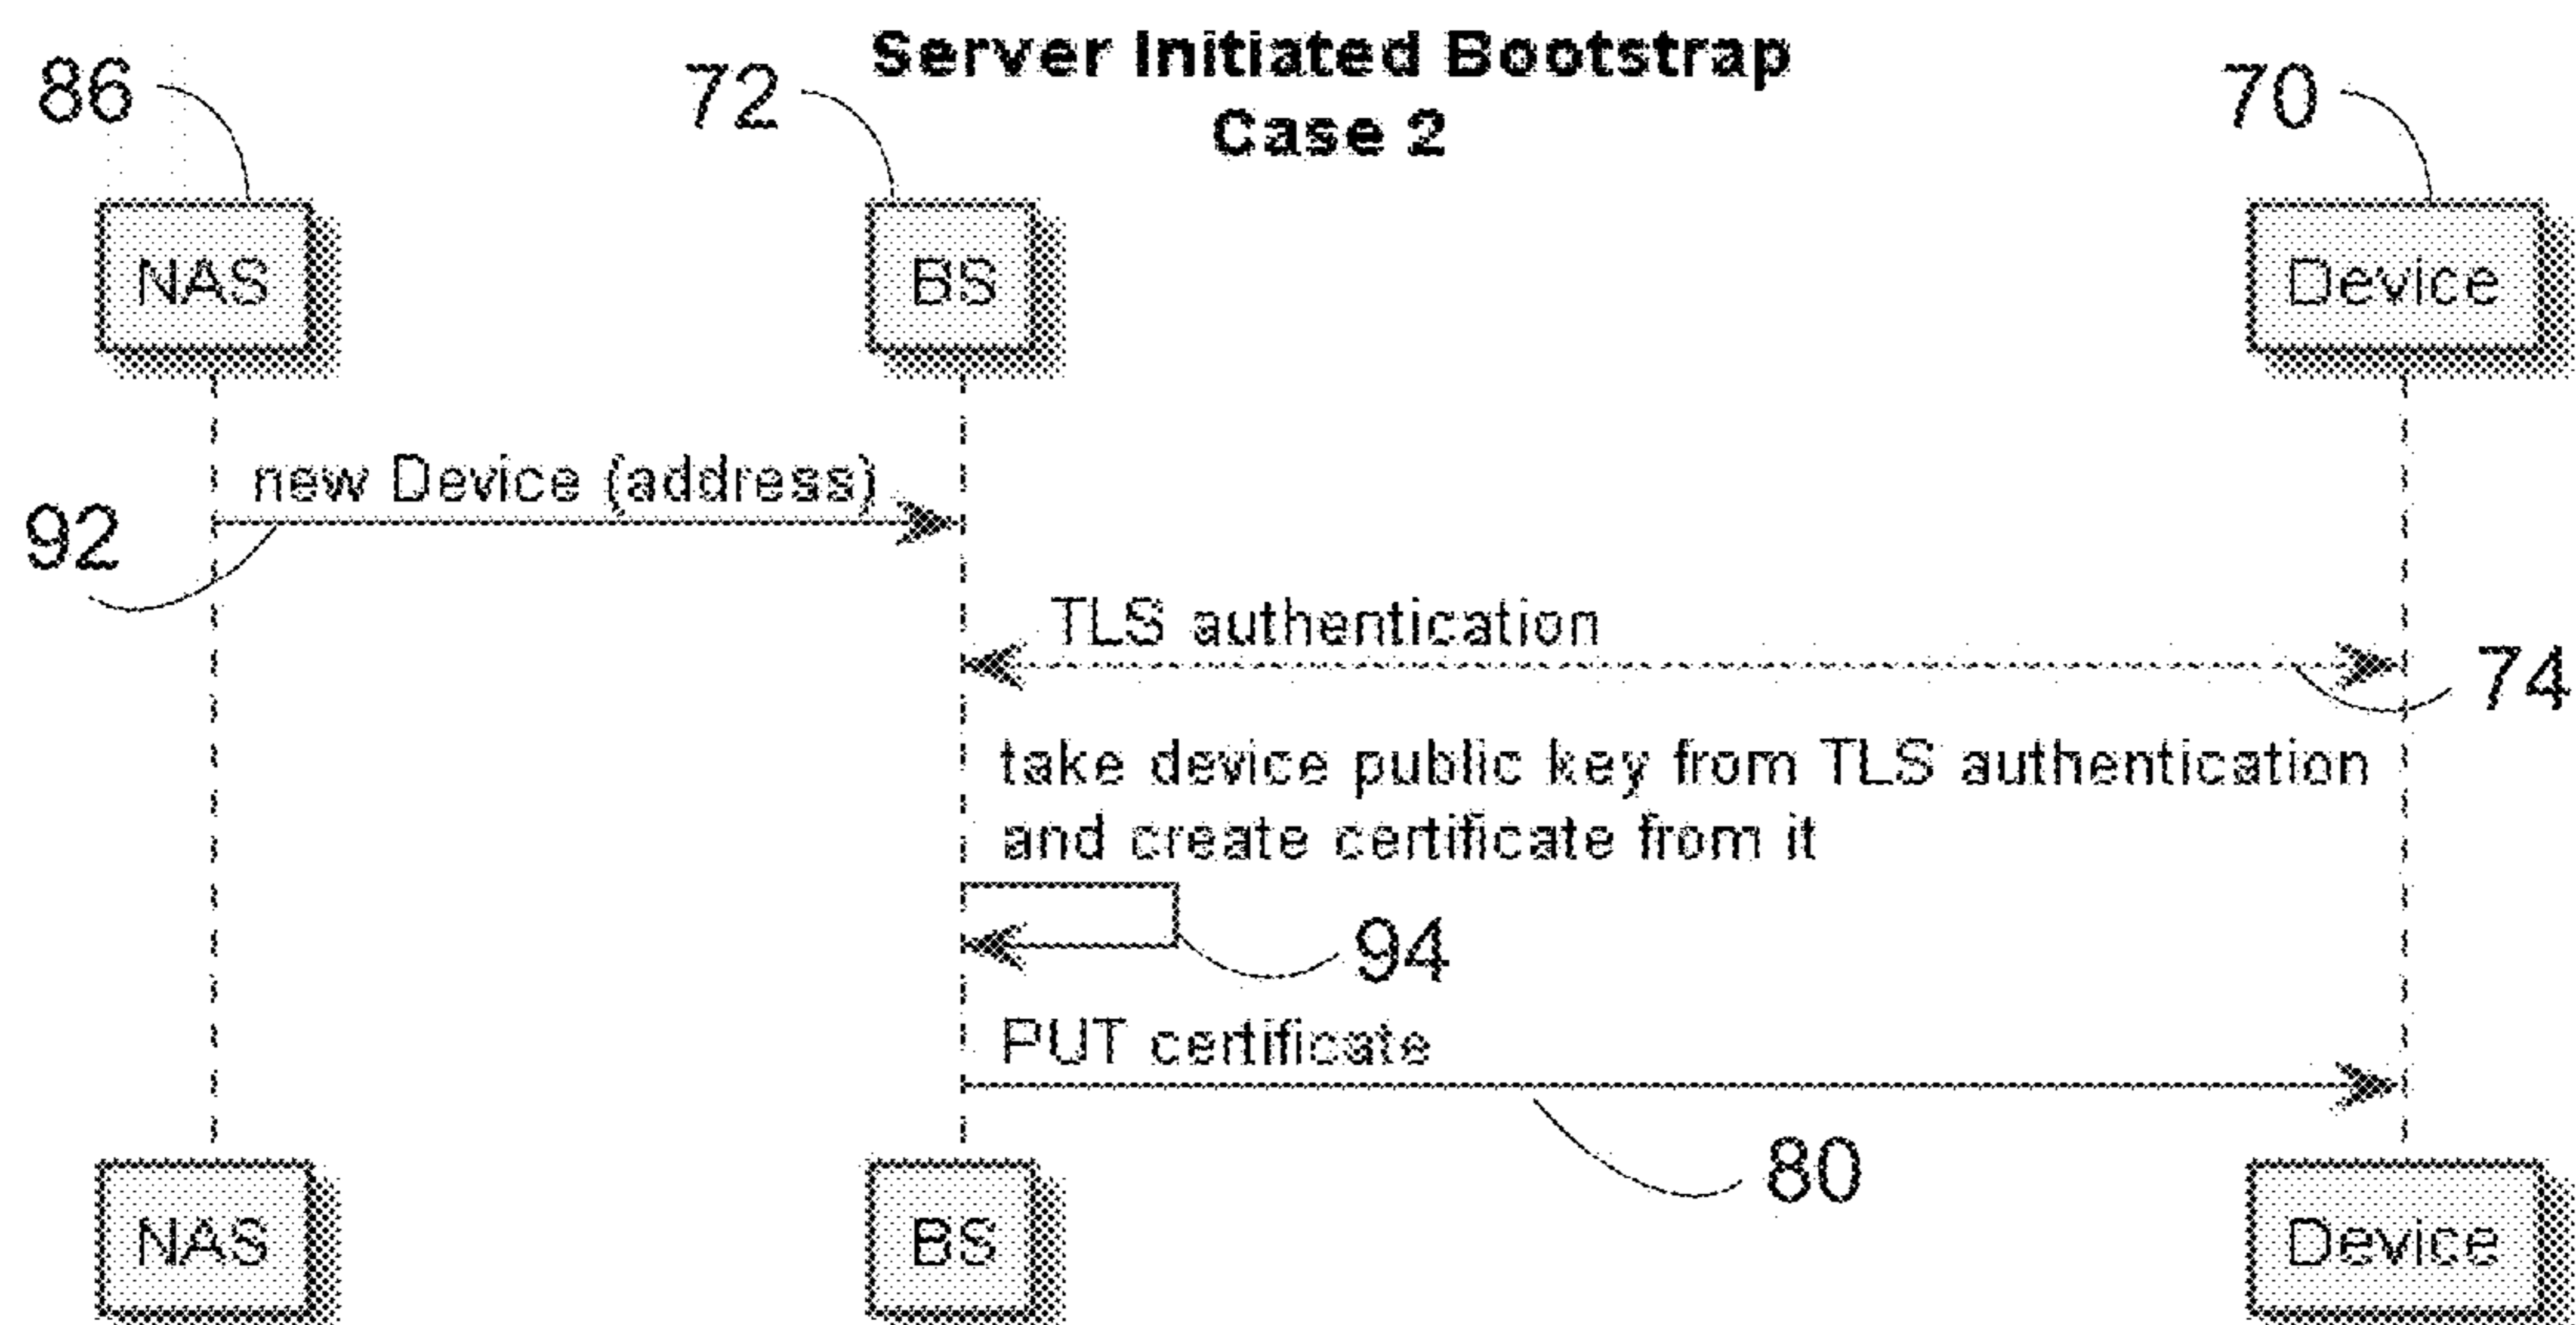 Server Initiated Bootstrap
Case 2
86
72
70
NAS
BS
Device
new Device (address)
92
TLS authentication
74
take device public key from TLS authentication
and create certificate from it
94
PUT certificate
80
NAS
BS
Device